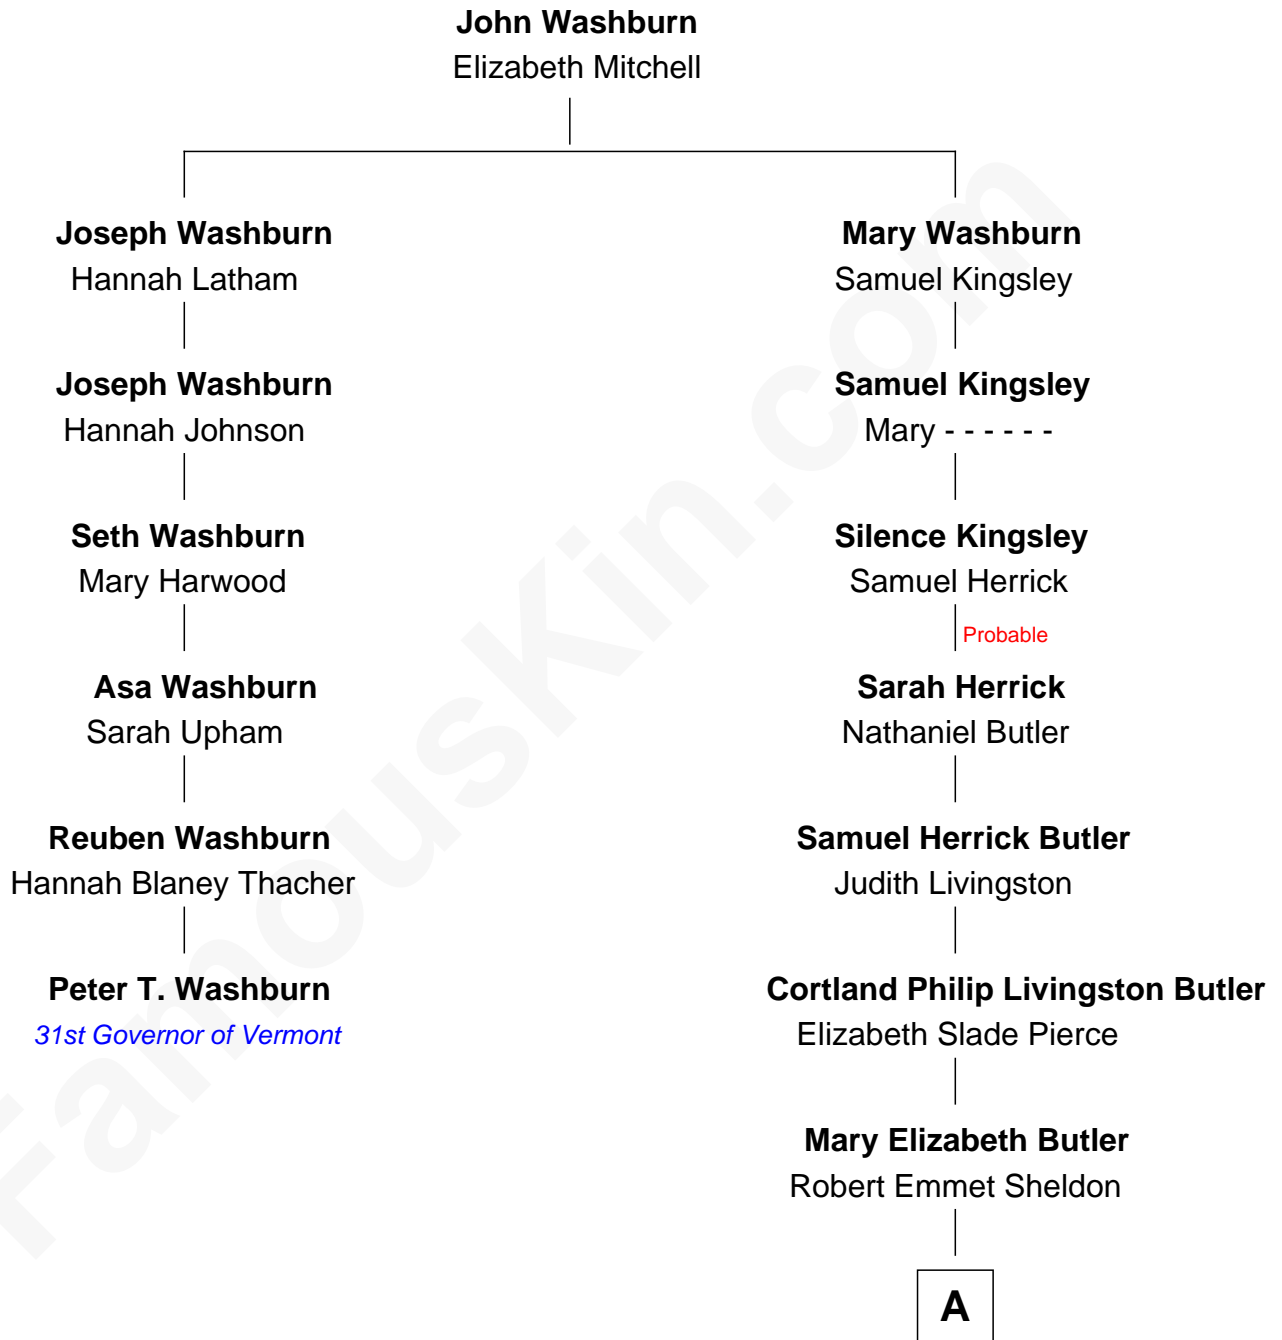 John Washburn
Elizabeth Mitchell
Joseph Washburn
Hannah Latham
Mary Washburn
Samuel Kingsley
Joseph Washburn
Hannah Johnson
Samuel Kingsley
Mary - - - - - -
Seth Washburn
Mary Harwood
Silence Kingsley
Samuel Herrick
Probable
Asa Washburn
Sarah Upham
Sarah Herrick
Nathaniel Butler
Reuben Washburn
Hannah Blaney Thacher
Samuel Herrick Butler
Judith Livingston
Peter T. Washburn
31st Governor of Vermont
Cortland Philip Livingston Butler
Elizabeth Slade Pierce
Mary Elizabeth Butler
Robert Emmet Sheldon
A
FamousKin.com